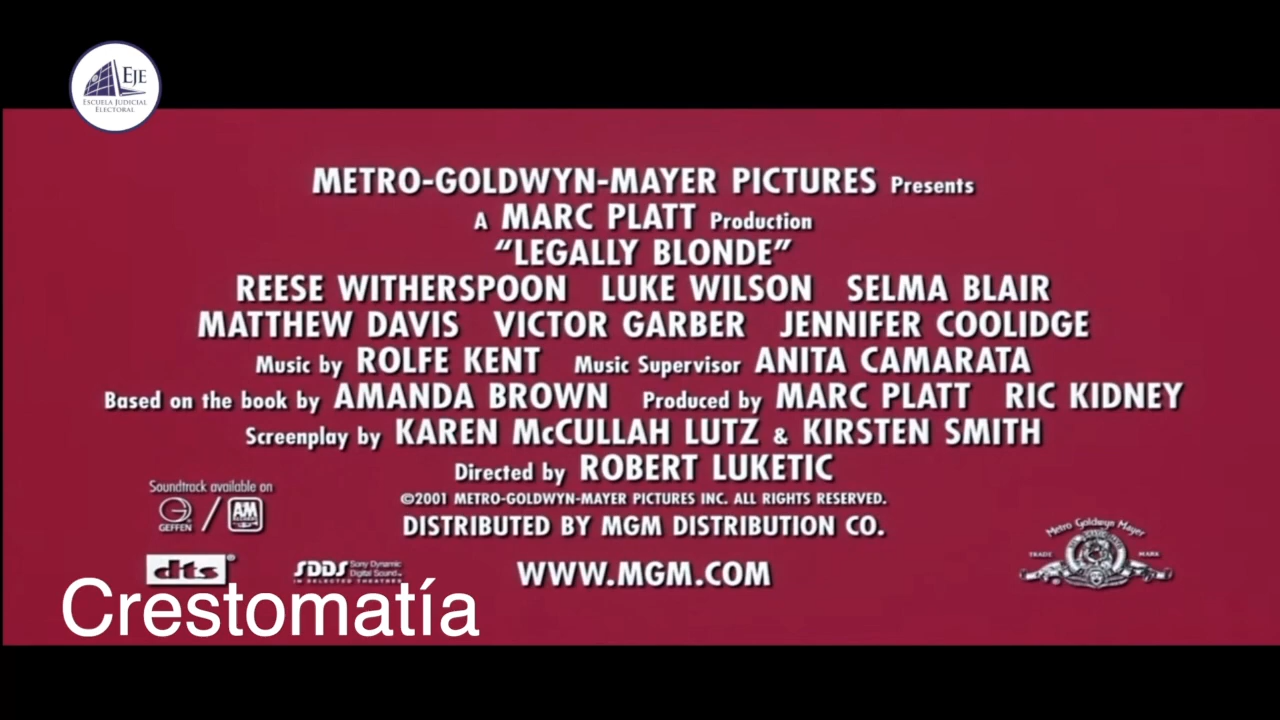 EJE
ESCUELA JUDICIAL
ELECTORAL
METRO-GOLDWYN-MAYER PICTURES Presents
A MARC PLATT Production
“LEGALLY BLONDE”
REESE WITHERSPOON LUKE WILSON SELMA BLAIR
MATTHEW DAVIS VICTOR GARBER JENNIFER COOLIDGE
Music by ROLFE KENT Music Supervisor ANITA CAMARATA
Based on the book by AMANDA BROWN Produced by MARC PLATT RIC KIDNEY
Screenplay by KAREN McCULLAH LUTZ & KIRSTEN SMITH
Directed by ROBERT LUKETIC
Soundtrack available on
GEFFEN / A&M
©2001 METRO-GOLDWYN-MAYER PICTURES INC. ALL RIGHTS RESERVED.
DISTRIBUTED BY MGM DISTRIBUTION CO.
Metro Goldwyn Mayer
TRADE MARK
dts®
SDDS Sony Dynamic
Digital Sound™
IN SELECTED THEATRES
WWW.MGM.COM
Crestomatía